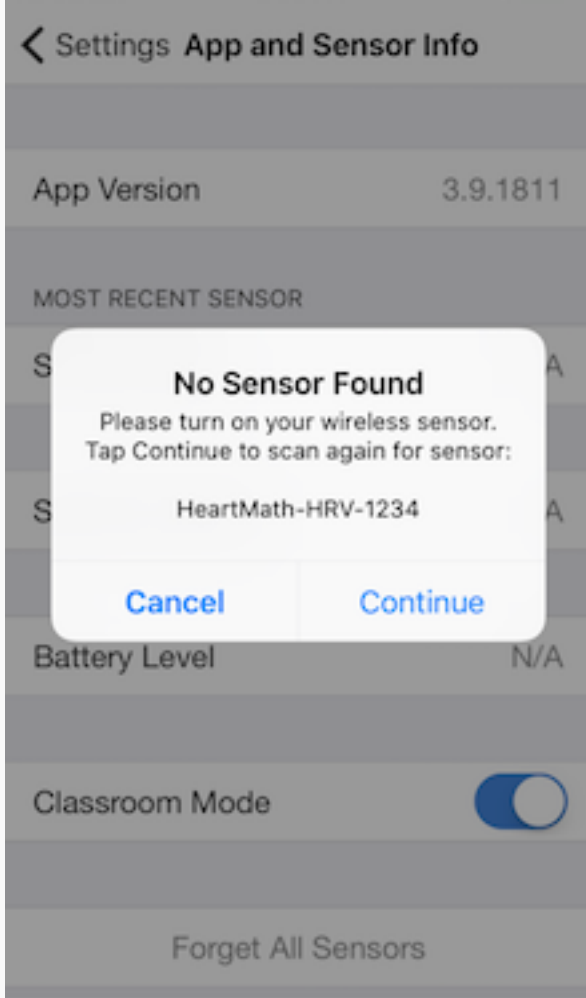 Settings App and Sensor Info
App Version 3.9.1811
MOST RECENT SENSOR
No Sensor Found
Please turn on your wireless sensor.
Tap Continue to scan again for sensor:
HeartMath-HRV-1234
Cancel Continue
Battery Level N/A
Classroom Mode
Forget All Sensors